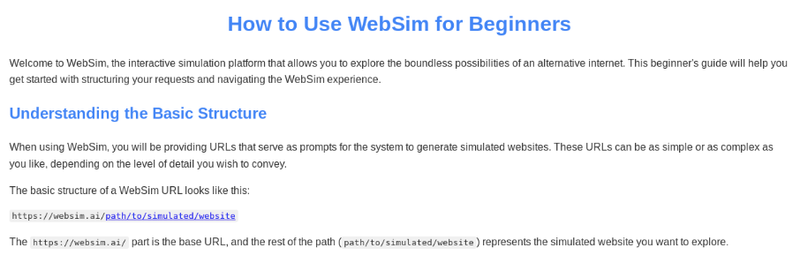 How to Use WebSim for Beginners
Welcome to WebSim, the interactive simulation platform that allows you to explore the boundless possibilities of an alternative internet. This beginner's guide will help you
get started with structuring your requests and navigating the WebSim experience.
Understanding the Basic Structure
When using WebSim, you will be providing URLs that serve as prompts for the system to generate simulated websites. These URLs can be as simple or as complex as
you like, depending on the level of detail you wish to convey.
The basic structure of a WebSim URL looks like this:
https://websim.ai/path/to/simulated/website
The https://websim.ai/ part is the base URL, and the rest of the path (path/to/simulated/website) represents the simulated website you want to explore.